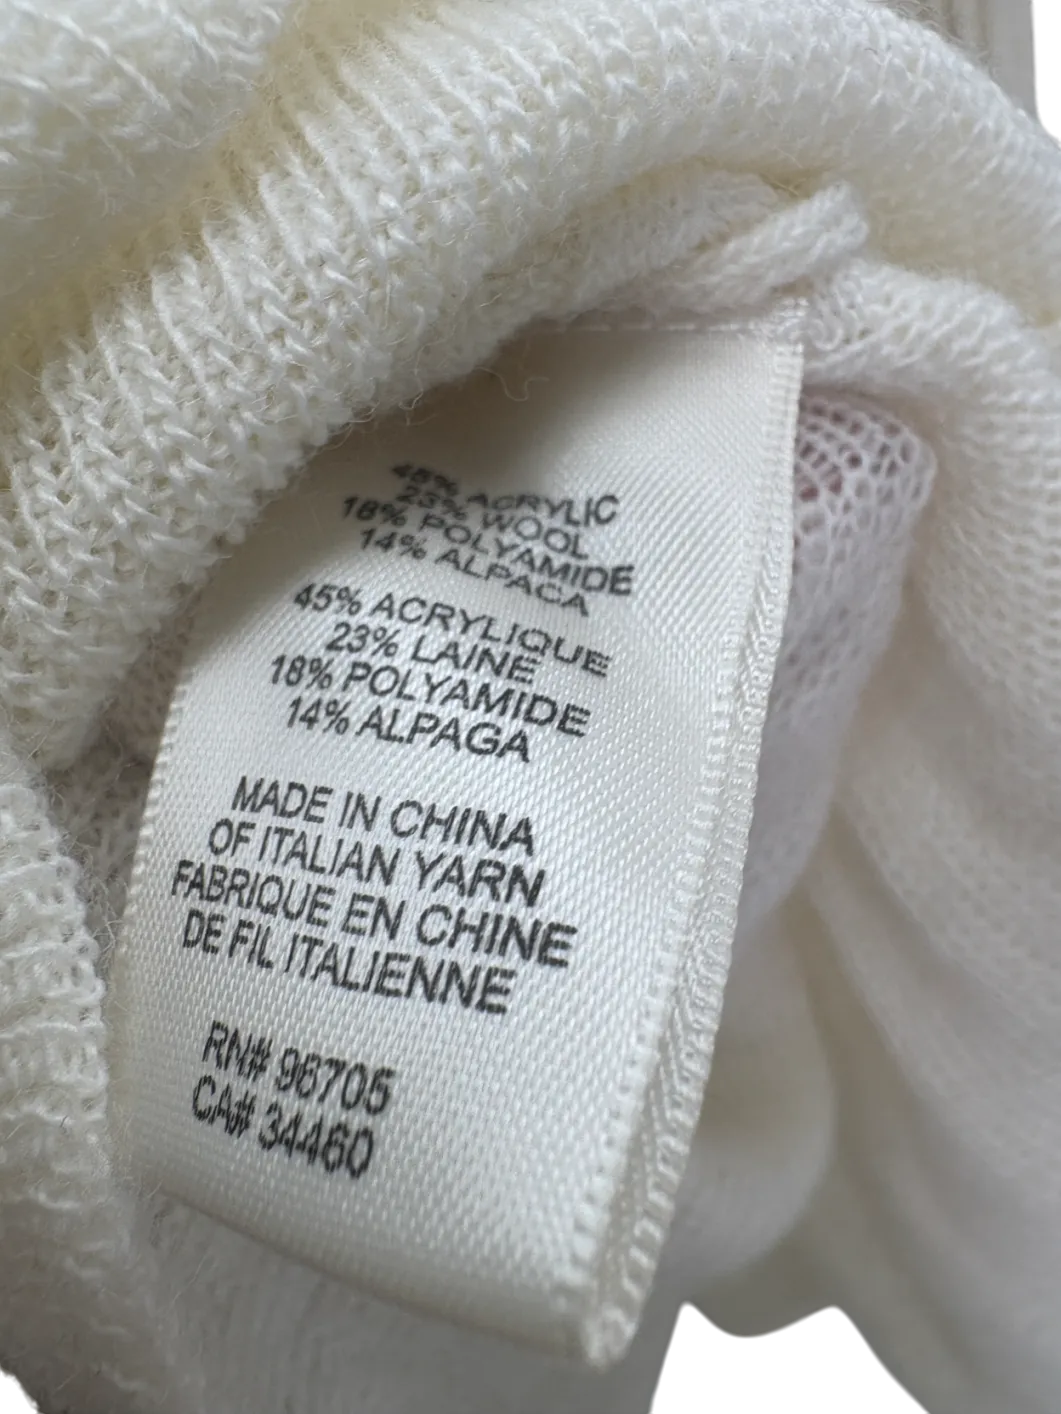 45% ACRYLIC
23% WOOL
18% POLYAMIDE
14% ALPACA
45% ACRYLIQUE
23% LAINE
18% POLYAMIDE
14% ALPAGA
MADE IN CHINA
OF ITALIAN YARN
FABRIQUE EN CHINE
DE FIL ITALIENNE
RN# 96705
CA# 34460